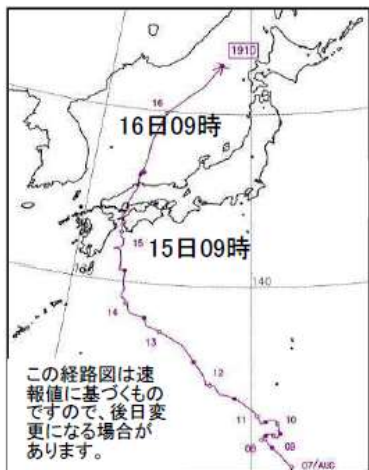 1910
16
16日09時
15
15日09時
140
14
13
この経路図は速
報値に基づくもの
ですので、後日変
更になる場合が
あります。
12
11
10
08
09
07/AUG